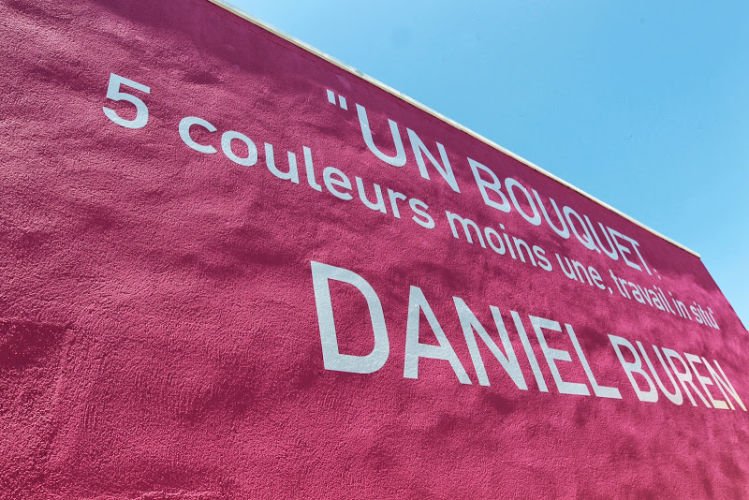 "UN BOUQUET :
5 couleurs moins une, travail in situ"
DANIEL BUREN